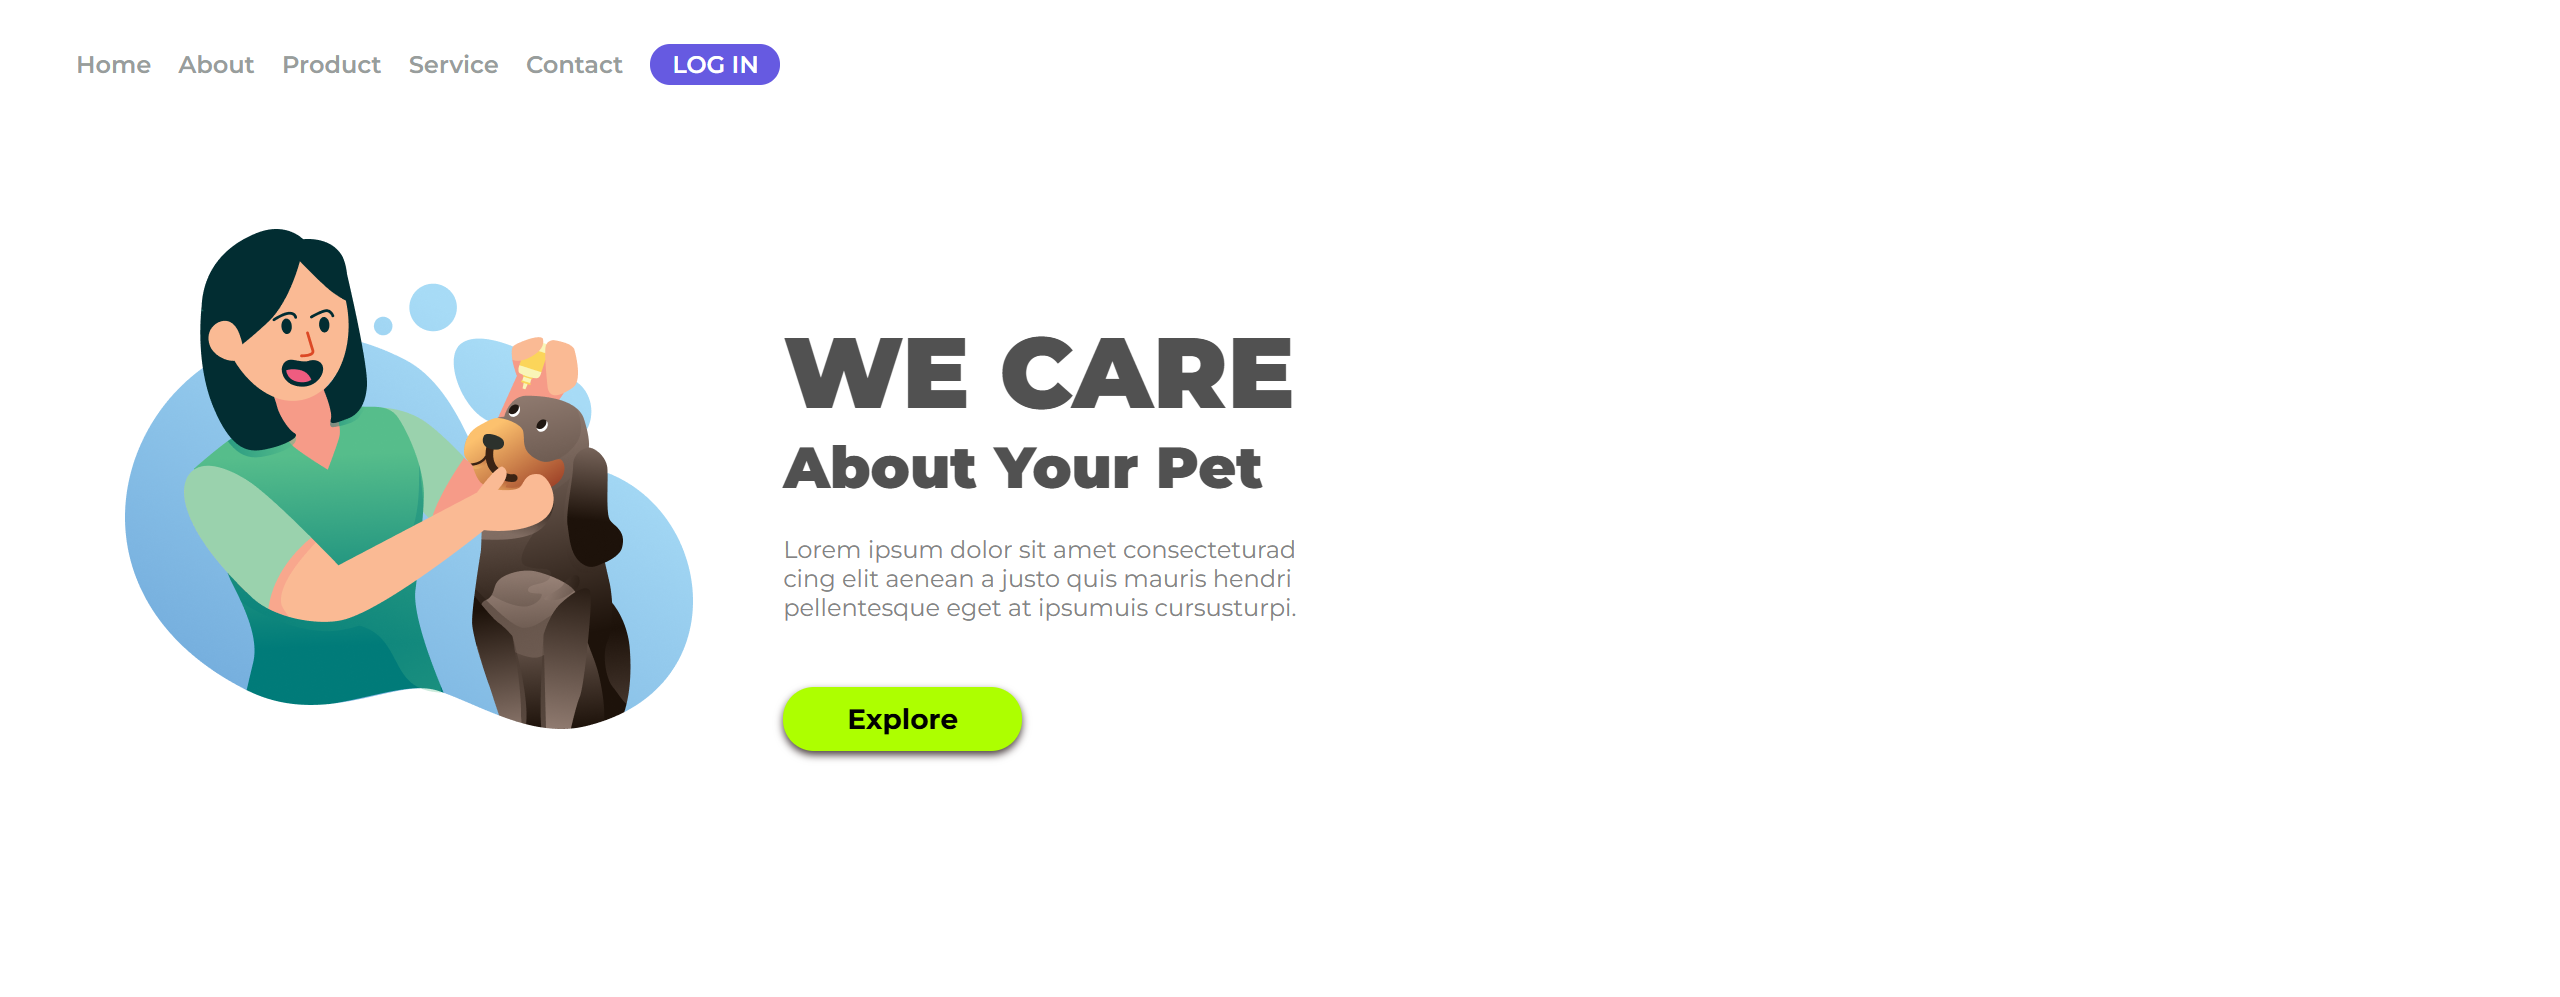 Home About Product Service Contact LOG IN
WE CARE
About Your Pet
Lorem ipsum dolor sit amet consecteturad
cing elit aenean a justo quis mauris hendri
pellentesque eget at ipsumuis cursusturpi.
Explore